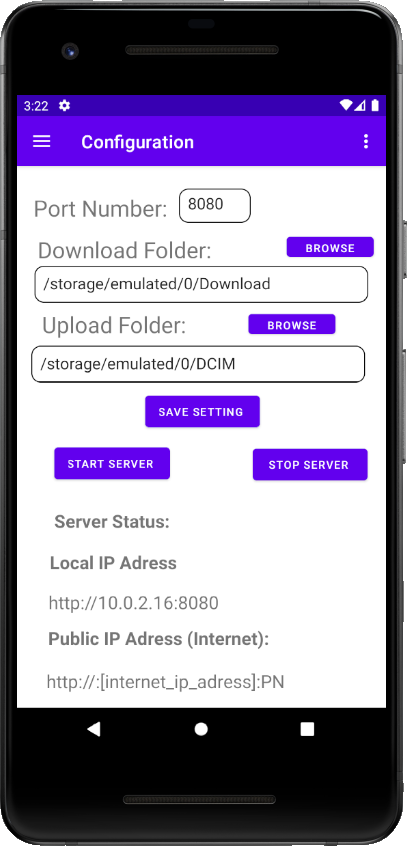 3:22
Configuration
Port Number: 8080
Download Folder: BROWSE
/storage/emulated/0/Download
Upload Folder: BROWSE
/storage/emulated/0/DCIM
SAVE SETTING
START SERVER STOP SERVER
Server Status:
Local IP Adress
http://10.0.2.16:8080
Public IP Adress (Internet):
http://:[internet_ip_adress]:PN